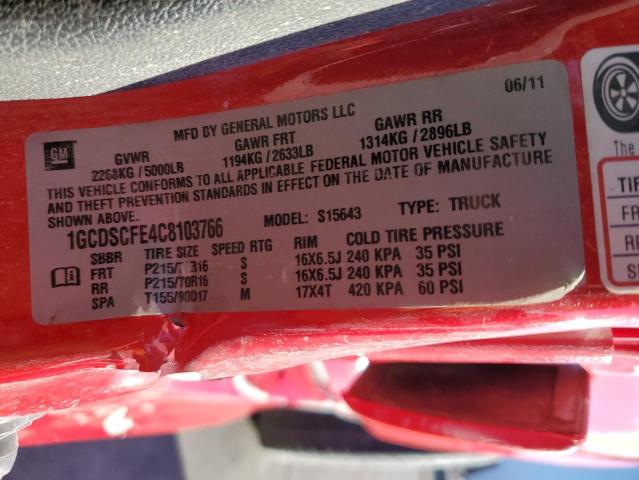 06/11
MFD BY GENERAL MOTORS LLC
GM GVWR GAWR FRT GAWR RR
2268KG / 5000LB 1194KG / 2633LB 1314KG / 2896LB
THIS VEHICLE CONFORMS TO ALL APPLICABLE FEDERAL MOTOR VEHICLE SAFETY
AND THEFT PREVENTION STANDARDS IN EFFECT ON THE DATE OF MANUFACTURE
SHOWN ABOVE.
1GCDSCFE4C8103766 MODEL: S15643 TYPE: TRUCK
SBBR TIRE SIZE SPEED RTG RIM COLD TIRE PRESSURE
FRT S 16X6.5J 240 KPA 35 PSI
RR P215/70R16 S 16X6.5J 240 KPA 35 PSI
SPA T155/90D17 M 17X4T 420 KPA 60 PSI
The